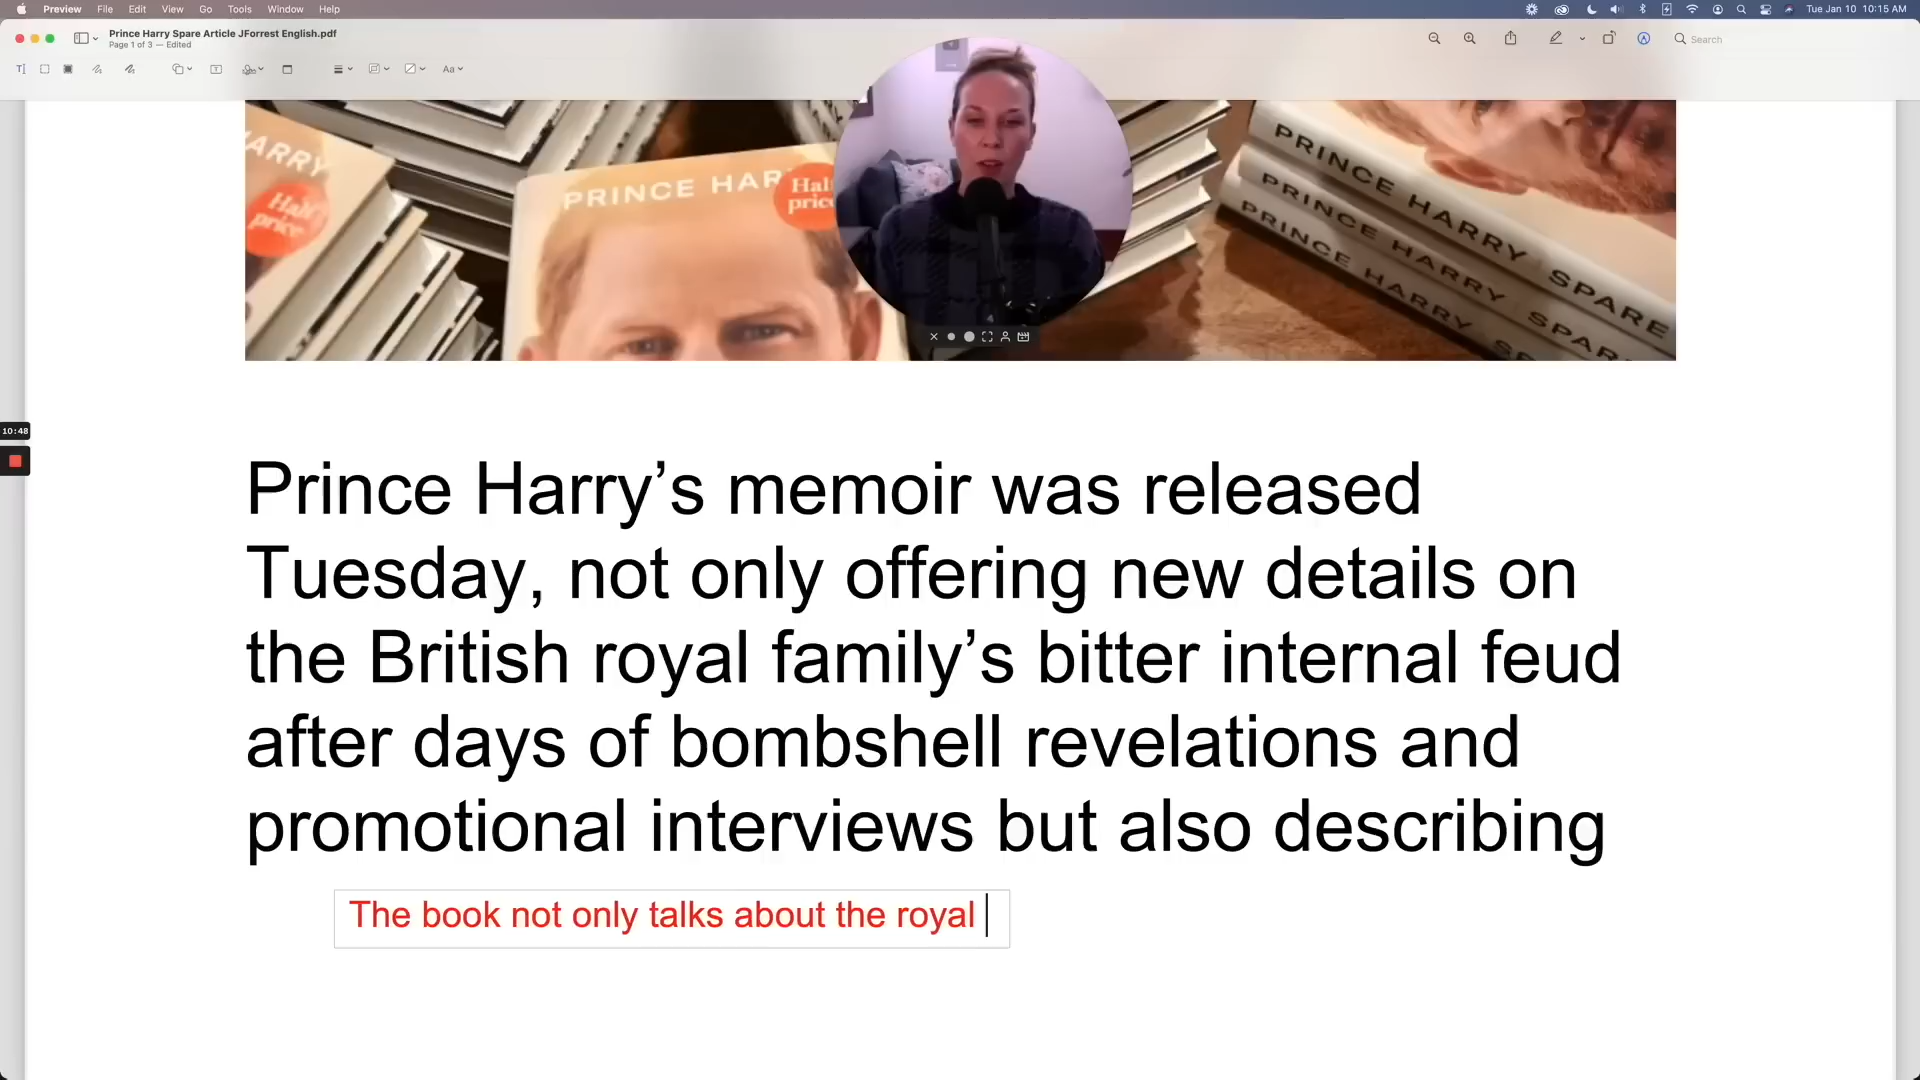 Preview File Edit View Go Tools Window Help Tue Jan 10 10:15 AM
Prince Harry Spare Article JForrest English.pdf
Page 1 of 3 — Edited
Search
Aa
ARRY
Half
price
PRINCE HAR
Hal
pric
PRINCE HARRY SPARE
PRINCE HARRY SPAR
PRINCE HARRY S
10:48
Prince Harry’s memoir was released
Tuesday, not only offering new details on
the British royal family’s bitter internal feud
after days of bombshell revelations and
promotional interviews but also describing
The book not only talks about the royal